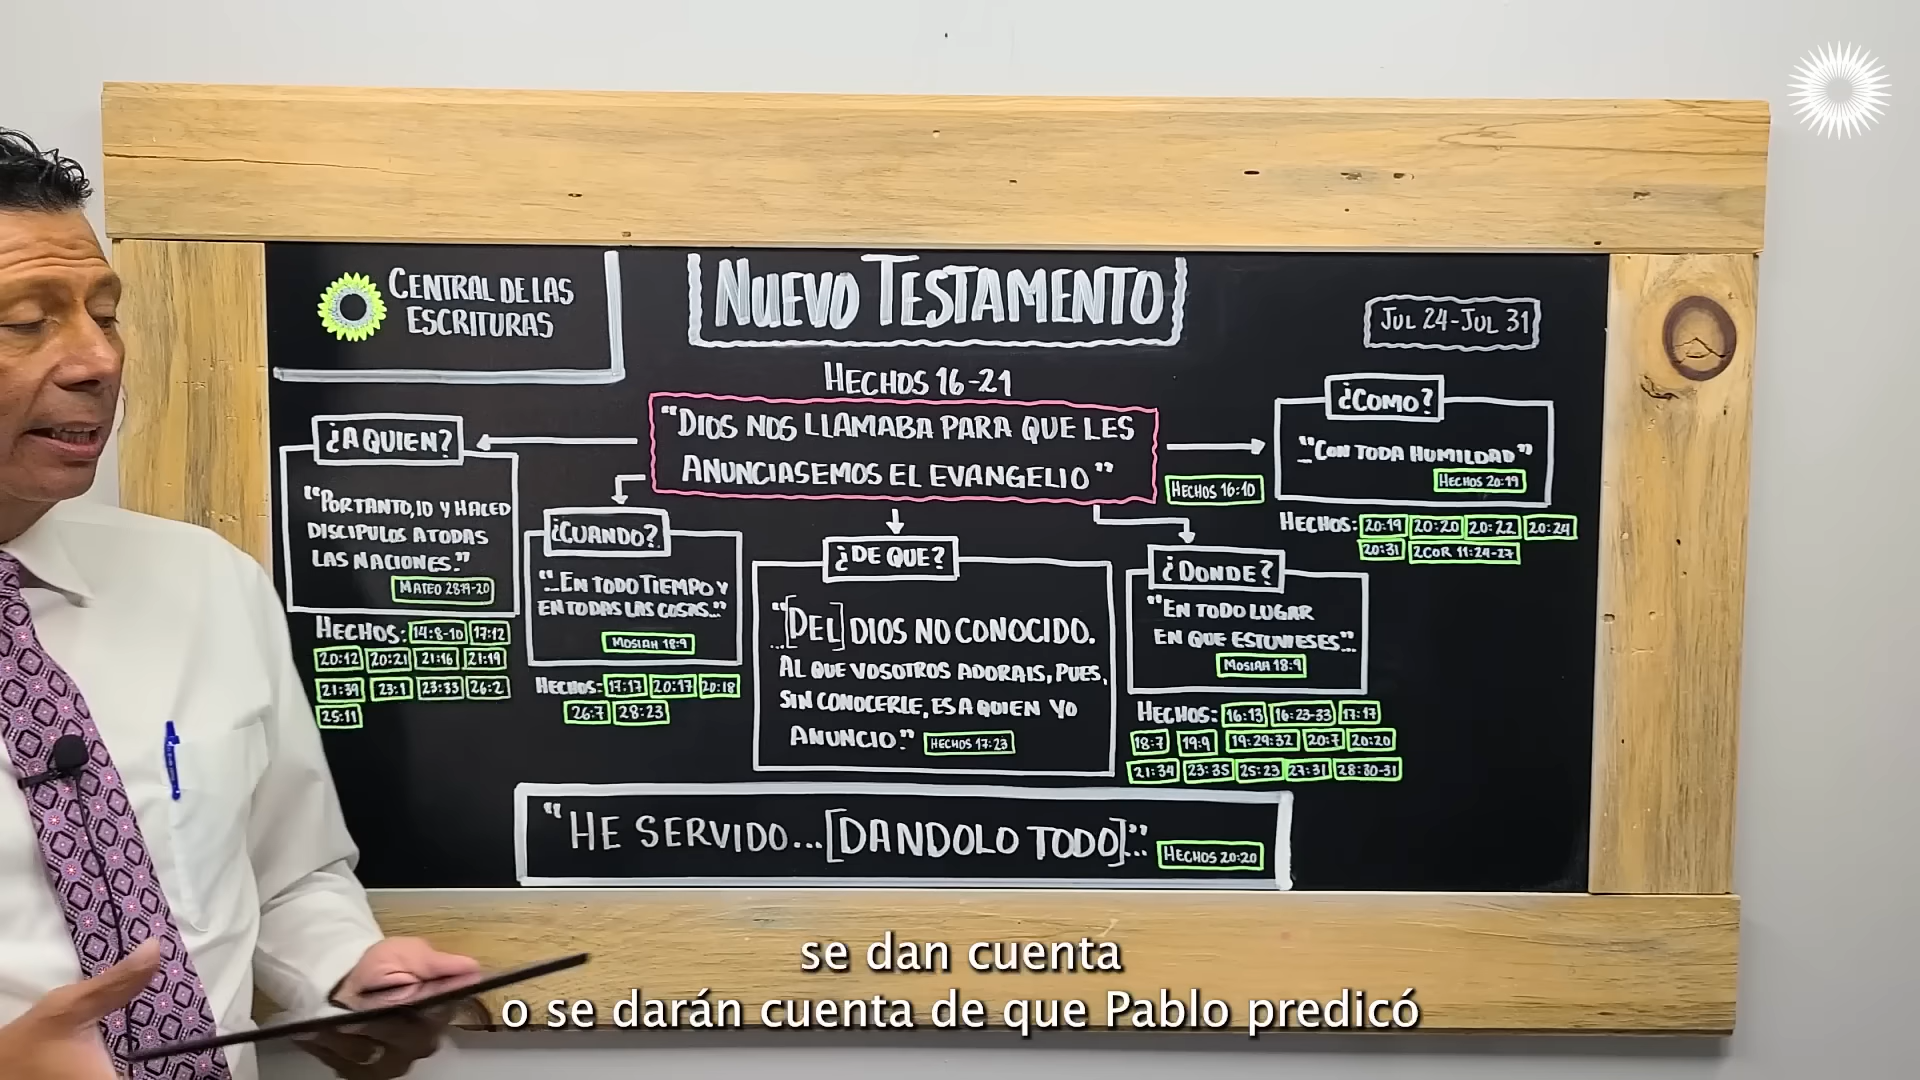 CENTRAL DE LAS
ESCRITURAS
NUEVO TESTAMENTO
JUL 24-JUL 31
HECHOS 16-21
"DIOS NOS LLAMABA PARA QUE LES
ANUNCIASEMOS EL EVANGELIO"
HECHOS 16:10
¿A QUIEN?
"PORTANTO, ID Y HACED
DISCIPULOS A TODAS
LAS NACIONES."
MATEO 28:19-20
HECHOS: 14:8-10 17:12
20:12 20:21 21:16 21:19
21:39 23:1 23:33 26:2
25:11
¿CUANDO?
"...EN TODO TIEMPO Y
EN TODAS LAS COSAS..."
MOSIAH 18:9
HECHOS- 17:17 20:17 20:18
26:7 28:23
¿DE QUE?
"...[DEL] DIOS NO CONOCIDO.
AL QUE VOSOTROS ADORAIS, PUES,
SIN CONOCERLE, ES A QUIEN YO
ANUNCIO." HECHOS 17:23
¿DONDE?
"EN TODO LUGAR
EN QUE ESTUVIESES"...
MOSIAH 18:9
HECHOS: 16:13 16:23-33 17:17
18:7 19:9 19:29.32 20:7 20:20
21:34 23:35 25:23 27:31 28:30-31
¿COMO?
"...CON TODA HUMILDAD"
HECHOS 20:19
HECHOS: 20:19 20:20 20:22 20:24
20:31 2COR 11:24-27
"HE SERVIDO...[DANDOLO TODO]"... HECHOS 20:20
se dan cuenta
o se darán cuenta de que Pablo predicó